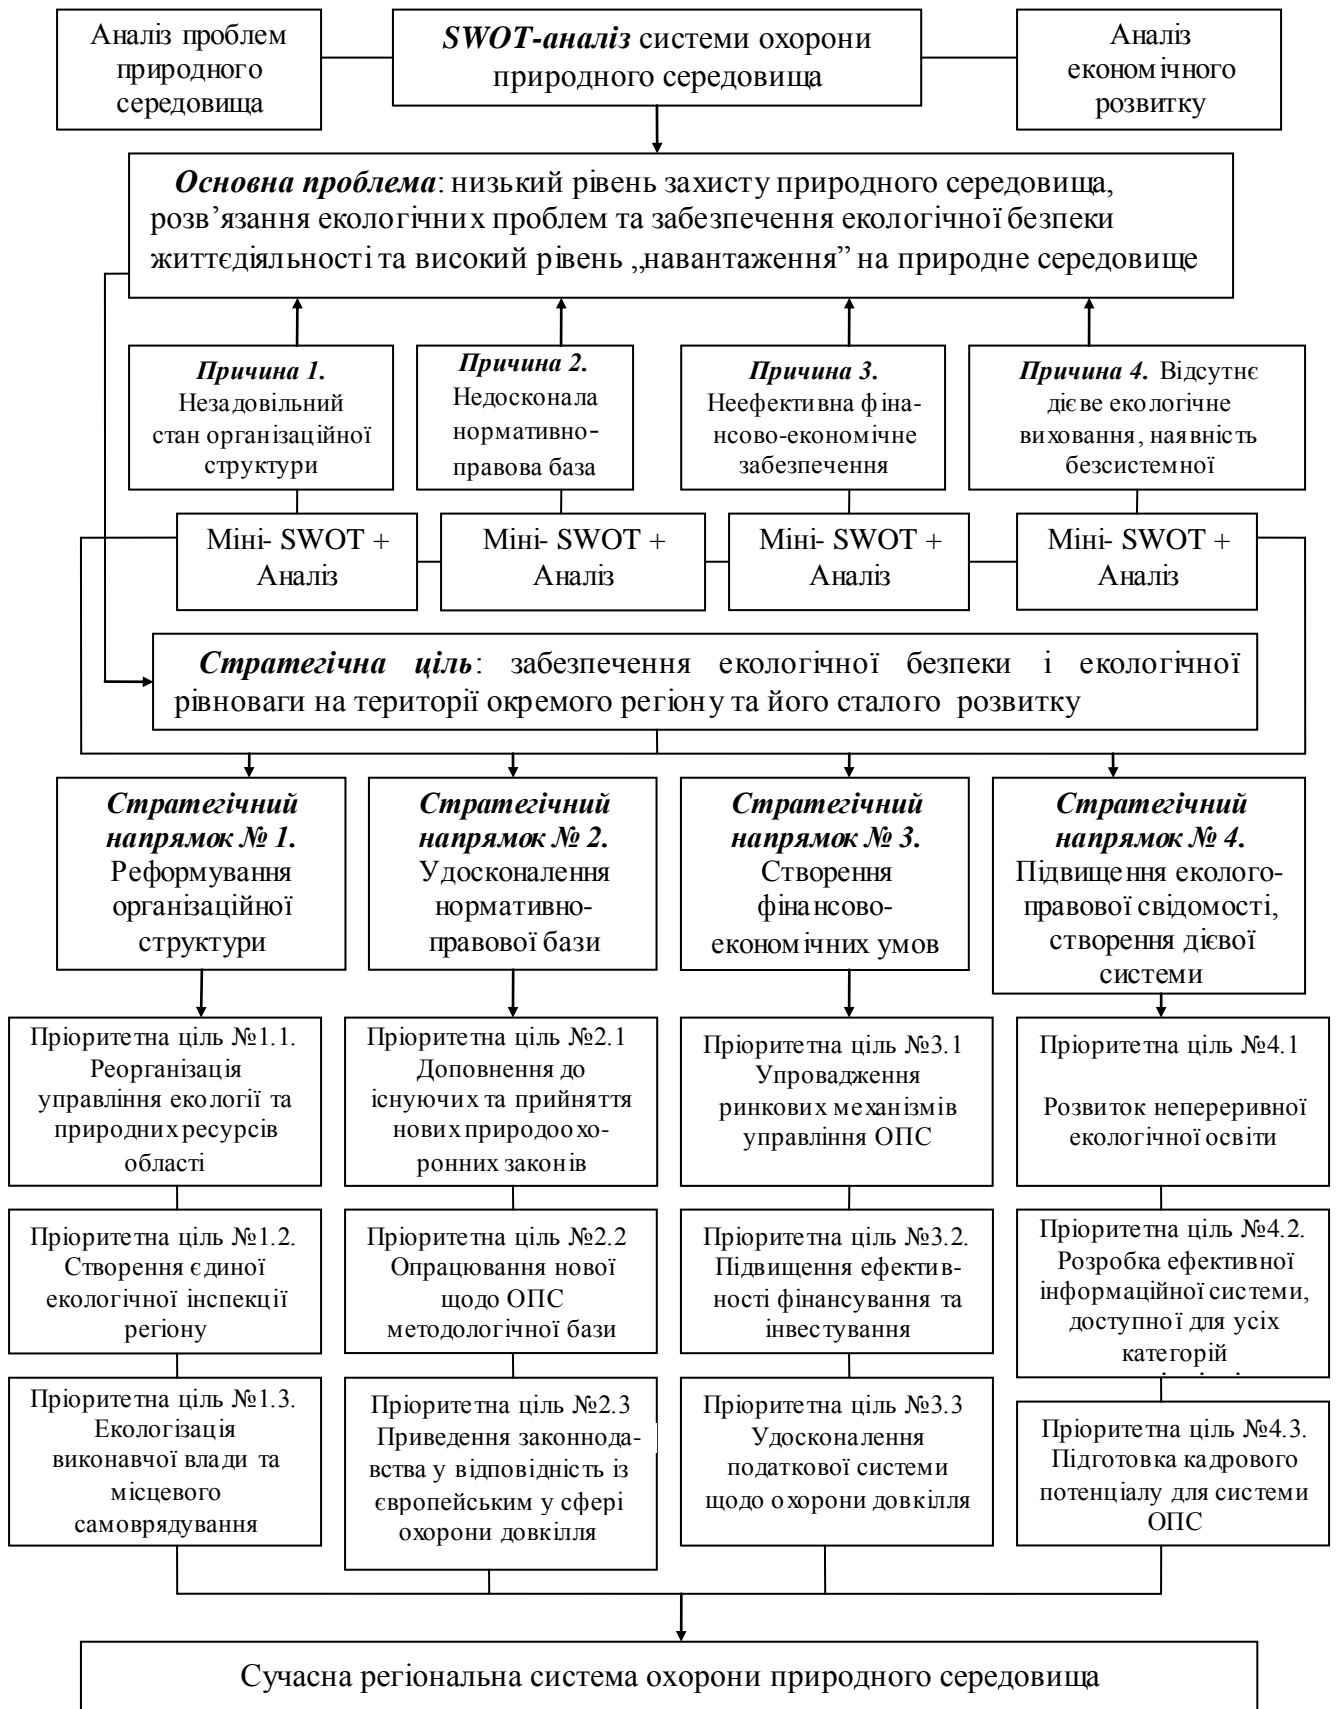 Аналіз проблем
природного
середовища
SWOT-аналіз системи охорони
природного середовища
Аналіз
економічного
розвитку
Основна проблема: низький рівень захисту природного середовища,
розв’язання екологічних проблем та забезпечення екологічної безпеки
життєдіяльності та високий рівень „навантаження” на природне середовище
Причина 1.
Незадовільний
стан організаційної
структури
Причина 2.
Недосконала
нормативно-
правова база
Причина 3.
Неефективна фіна-
нсово-економічне
забезпечення
Причина 4. Відсутнє
дієве екологічне
виховання, наявність
безсистемної
Міні- SWOT +
Аналіз
Міні- SWOT +
Аналіз
Міні- SWOT +
Аналіз
Міні- SWOT +
Аналіз
Стратегічна ціль: забезпечення екологічної безпеки і екологічної
рівноваги на території окремого регіону та його сталого розвитку
Стратегічний
напрямок № 1.
Реформування
організаційної
структури
Стратегічний
напрямок № 2.
Удосконалення
нормативно-
правової бази
Стратегічний
напрямок № 3.
Створення
фінансово-
економічних умов
Стратегічний
напрямок № 4.
Підвищення еколого-
правової свідомості,
створення дієвої
системи
Пріоритетна ціль №1.1.
Реорганізація
управління екології та
природних ресурсів
області
Пріоритетна ціль №2.1
Доповнення до
існуючих та прийняття
нових природоохо-
ронних законів
Пріоритетна ціль №3.1
Упровадження
ринкових механізмів
управління ОПС
Пріоритетна ціль №4.1
Розвиток непереривної
екологічної освіти
Пріоритетна ціль №1.2.
Створення єдиної
екологічної інспекції
регіону
Пріоритетна ціль №2.2
Опрацювання нової
щодо ОПС
методологічної бази
Пріоритетна ціль №3.2.
Підвищення ефектив-
ності фінансування та
інвестування
Пріоритетна ціль №4.2.
Розробка ефективної
інформаційної системи,
доступної для усіх
категорій
Пріоритетна ціль №1.3.
Екологізація
виконавчої влади та
місцевого
самоврядування
Пріоритетна ціль №2.3
Приведення законнода-
вства у відповідність із
європейським у сфері
охорони довкілля
Пріоритетна ціль №3.3
Удосконалення
податкової системи
щодо охорони довкілля
Пріоритетна ціль №4.3.
Підготовка кадрового
потенціалу для системи
ОПС
Сучасна регіональна система охорони природного середовища